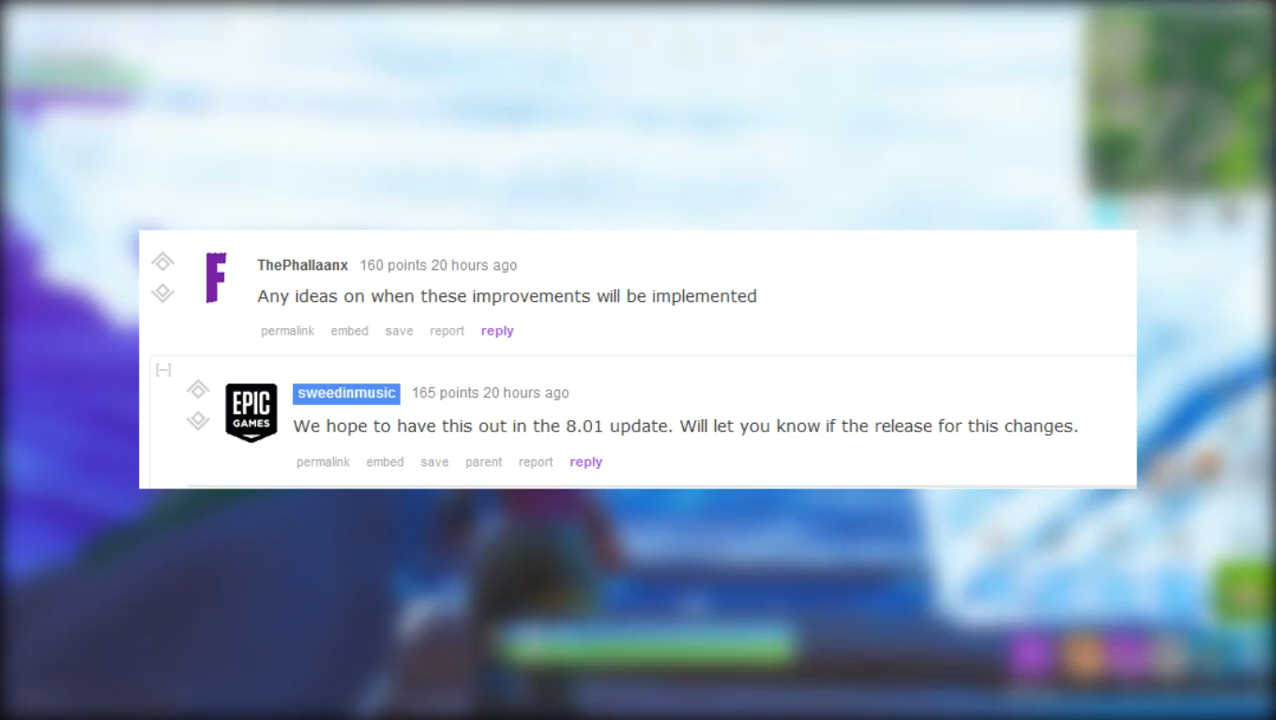 ThePhallaanx 160 points 20 hours ago
F
Any ideas on when these improvements will be implemented
permalink embed save report reply
[–]
sweedinmusic 165 points 20 hours ago
EPIC
GAMES
We hope to have this out in the 8.01 update. Will let you know if the release for this changes.
permalink embed save parent report reply